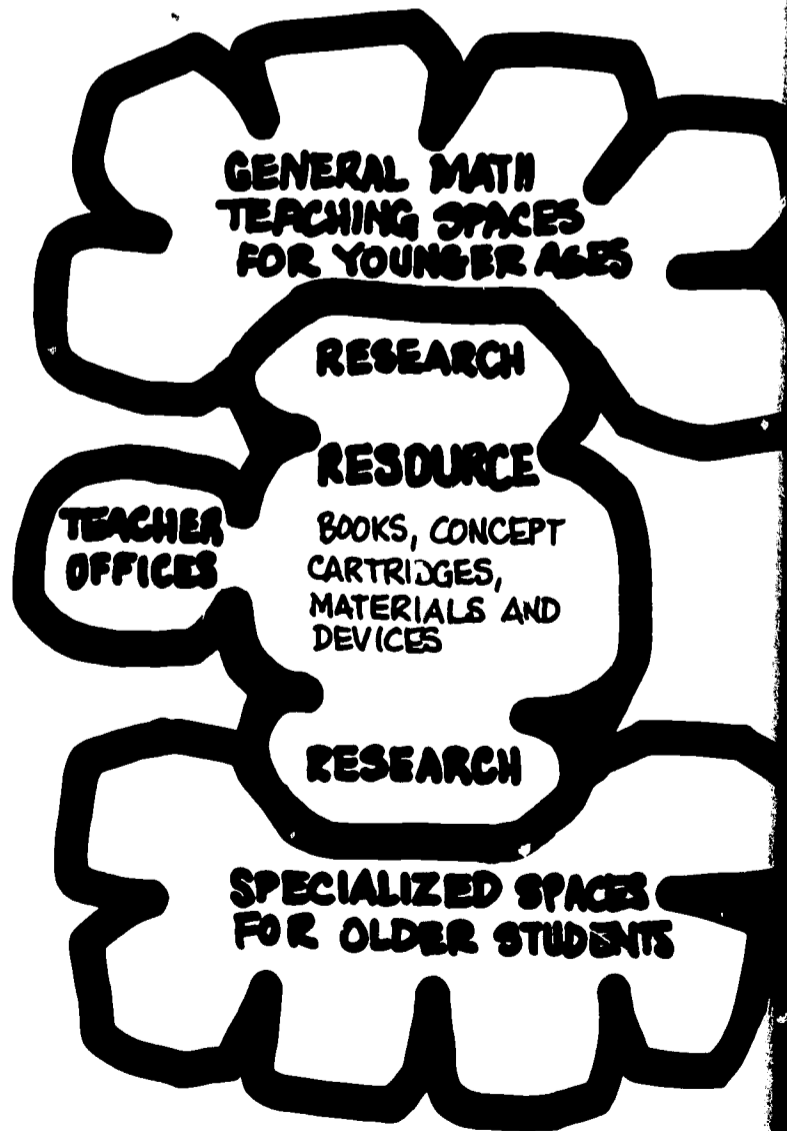 GENERAL MATH
TEACHING SPACES
FOR YOUNGER AGES
RESEARCH
RESOURCE
BOOKS, CONCEPT
CARTRIDGES,
MATERIALS AND
DEVICES
TEACHER
OFFICES
RESEARCH
SPECIALIZED SPACES
FOR OLDER STUDENTS